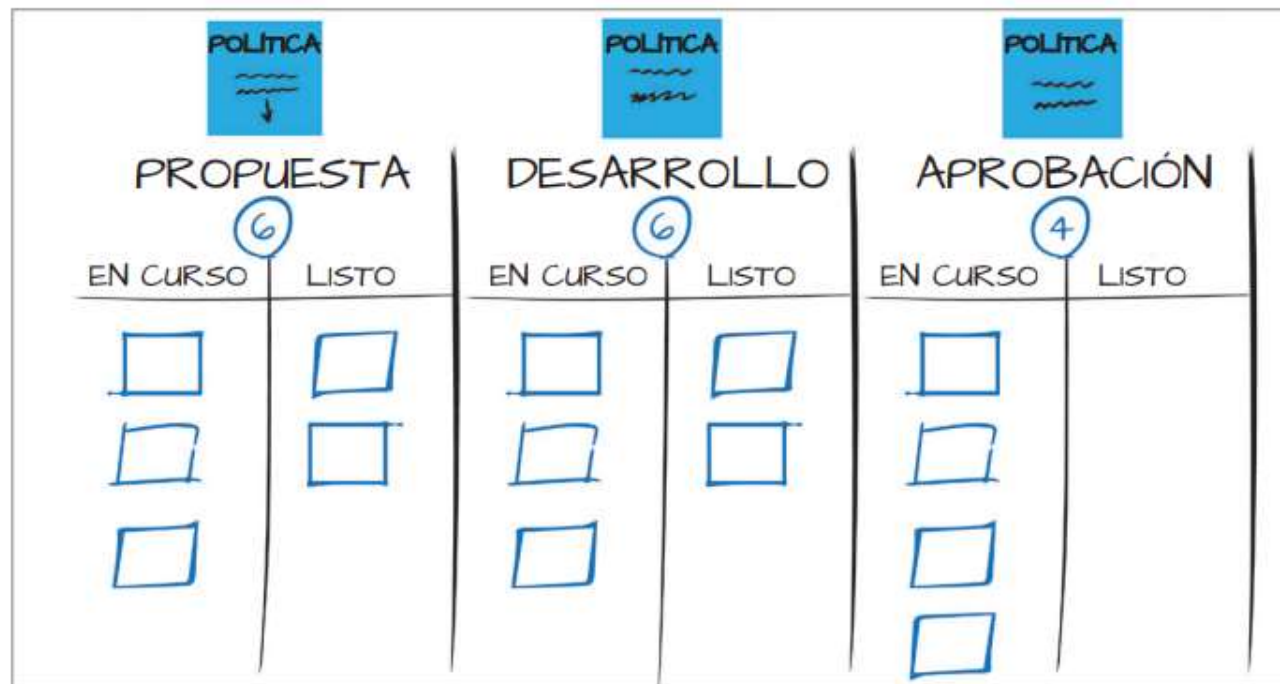 POLÍTICA POLÍTICA POLÍTICA
PROPUESTA DESARROLLO APROBACIÓN
6 6 4
EN CURSO LISTO EN CURSO LISTO EN CURSO LISTO